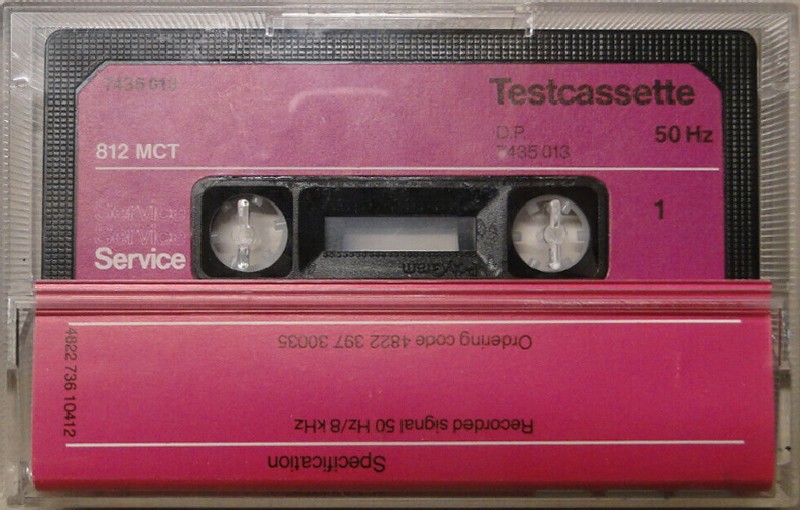 7435 013
Testcassette
D.P.
50 Hz
7435 013
812 MCT
1
Service
Service
Service
4822 736 10412
Specification
Recorded signal 50 Hz/8 kHz
Ordering code 4822 397 30035